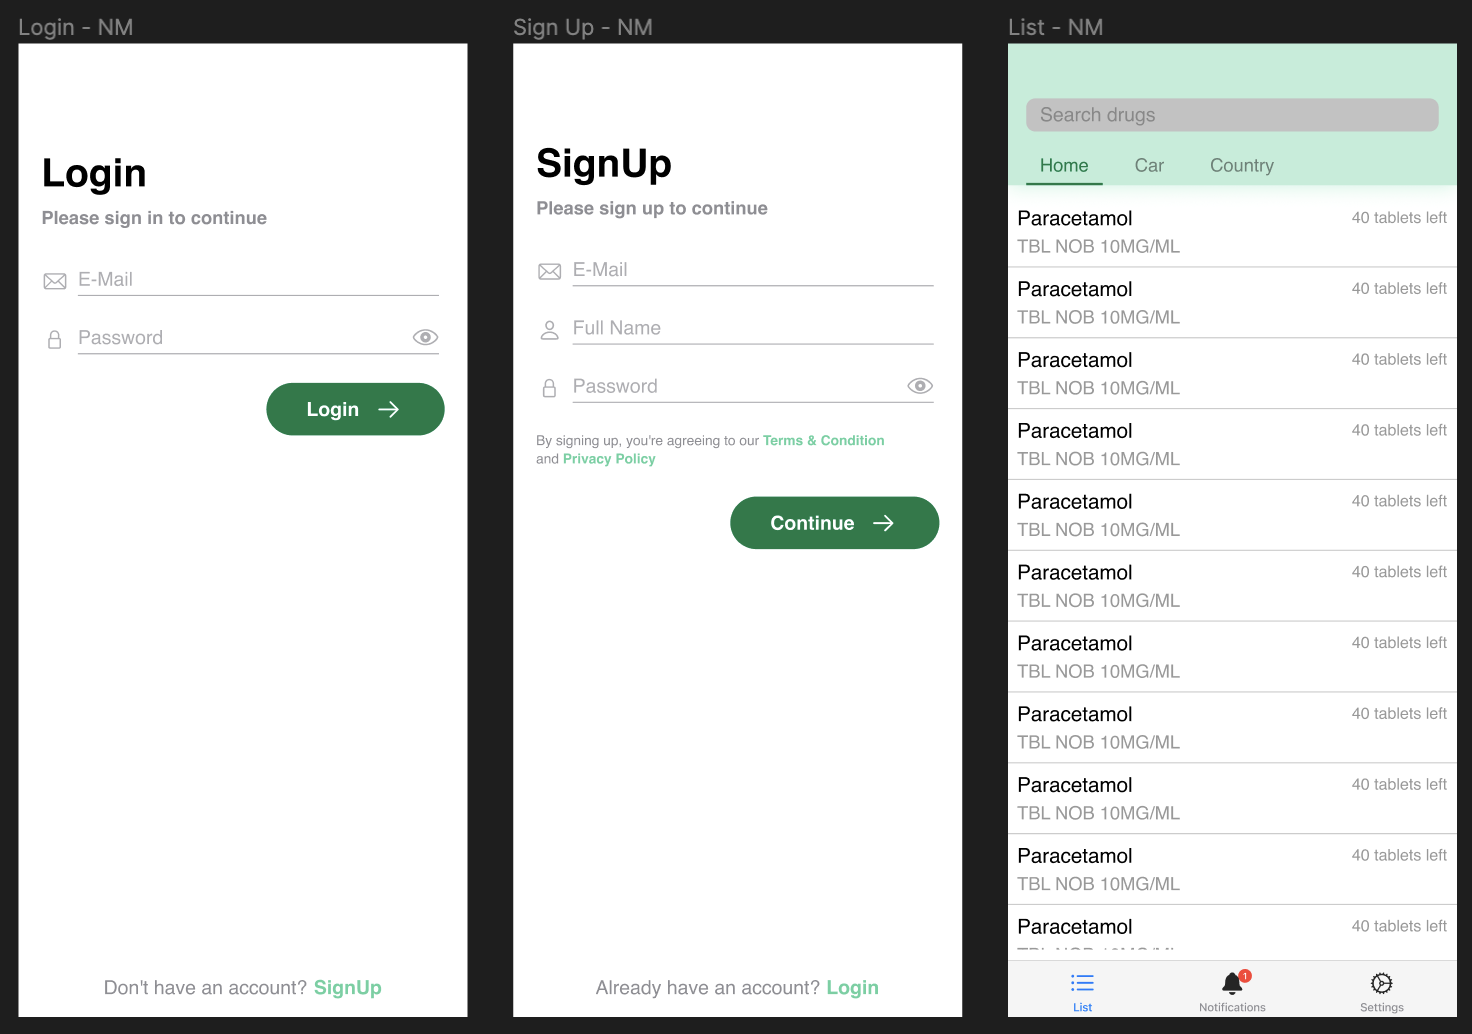 Login - NM
Login
Please sign in to continue
E-Mail
Password
Login
Don't have an account? SignUp
Sign Up - NM
SignUp
Please sign up to continue
E-Mail
Full Name
Password
By signing up, you're agreeing to our Terms & Condition
and Privacy Policy
Continue
Already have an account? Login
List - NM
Search drugs
Home Car Country
Paracetamol 40 tablets left
TBL NOB 10MG/ML
Paracetamol 40 tablets left
TBL NOB 10MG/ML
Paracetamol 40 tablets left
TBL NOB 10MG/ML
Paracetamol 40 tablets left
TBL NOB 10MG/ML
Paracetamol 40 tablets left
TBL NOB 10MG/ML
Paracetamol 40 tablets left
TBL NOB 10MG/ML
Paracetamol 40 tablets left
TBL NOB 10MG/ML
Paracetamol 40 tablets left
TBL NOB 10MG/ML
Paracetamol 40 tablets left
TBL NOB 10MG/ML
Paracetamol 40 tablets left
TBL NOB 10MG/ML
Paracetamol 40 tablets left
1
List Notifications Settings